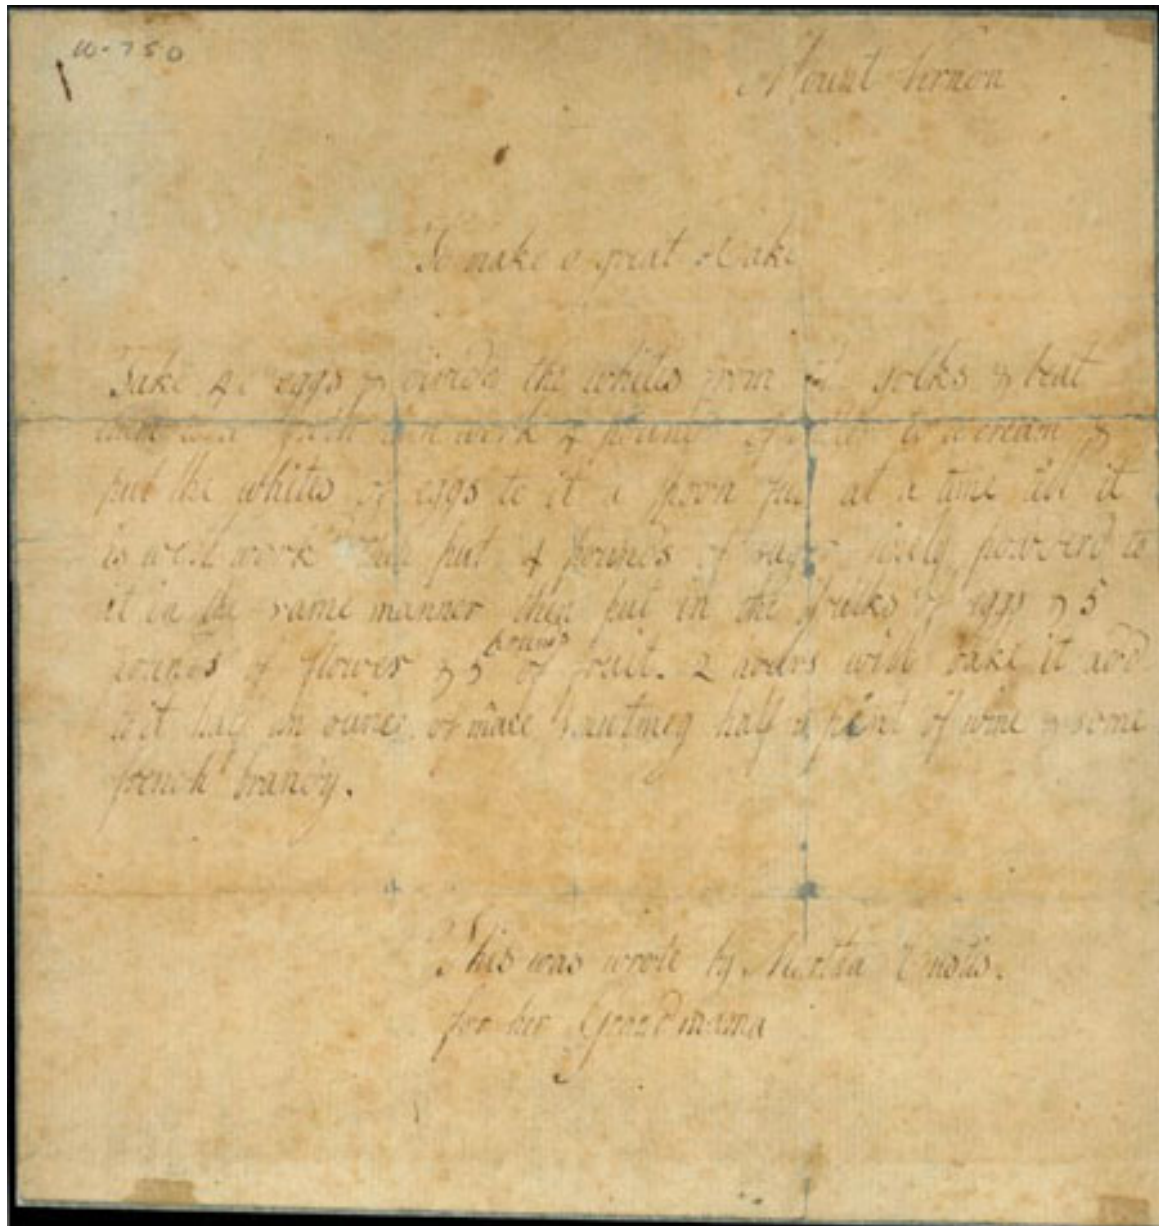 W-750
Mount Vernon
To make a great Cake
Take 40 eggs & divide the whites from the yolks & beat
them to a froth then work 4 pounds of butter to a cream &
put the whites of eggs to it a spoon full at a time till it
is well work'd then put 4 pounds of sugar finely powderd to
it in the same manner then put in the youlks of eggs & 5
pounds of flower & 5 pounds of fruit. 2 hours will bake it add
to it half an ounce of mace 1 nutmeg half a pint of wine & some
french brandy.
This was wrote by Martha Custis.
for her Grandmama